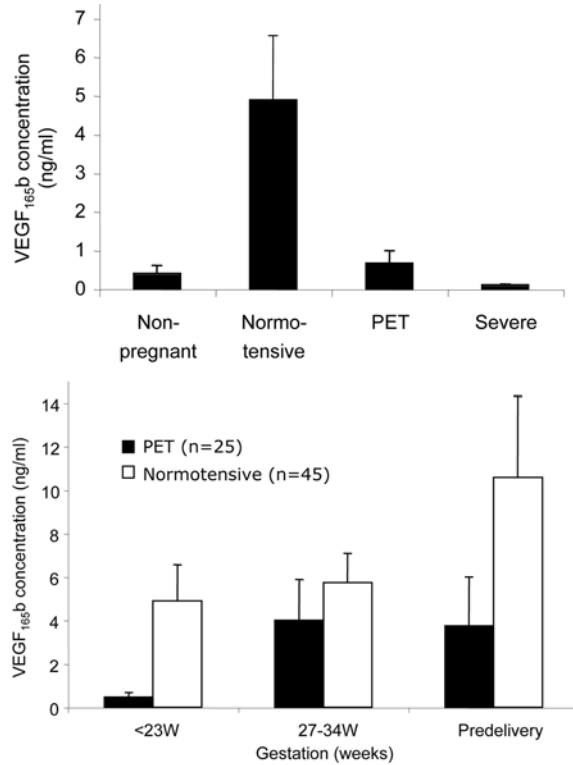 VEGF₁₆₅b concentration
(ng/ml)
7
6
5
4
3
2
1
0
Non-
pregnant
Normo-
tensive
PET
Severe
VEGF₁₆₅b concentration (ng/ml)
14
12
10
8
6
4
2
0
PET (n=25)
Normotensive (n=45)
<23W
27-34W
Predelivery
Gestation (weeks)